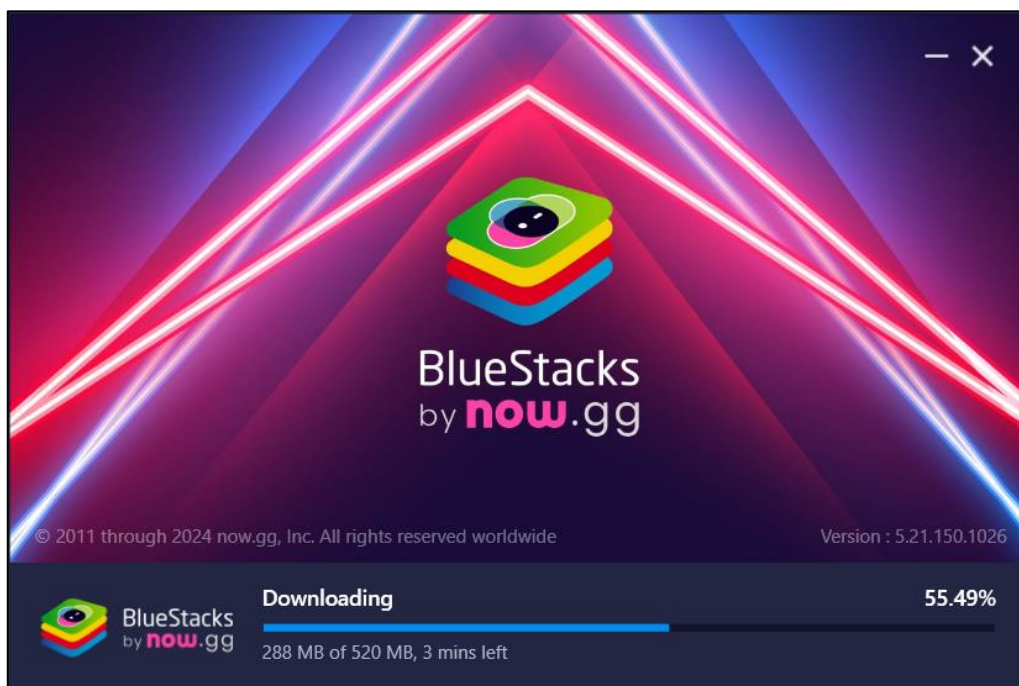 BlueStacks
by now.gg
© 2011 through 2024 now.gg, Inc. All rights reserved worldwide
Version : 5.21.150.1026
BlueStacks
by now.gg
Downloading
55.49%
288 MB of 520 MB, 3 mins left